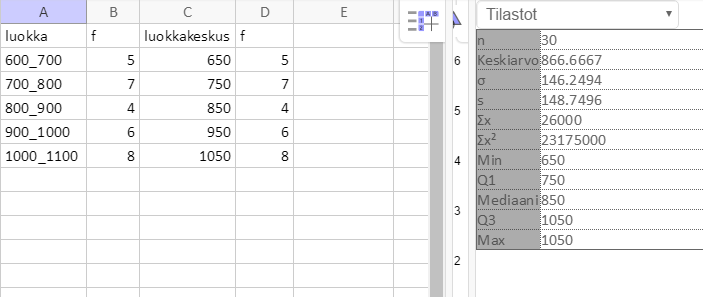 A B C D E
luokka f luokkakeskus f
600_700 5 650 5
700_800 7 750 7
800_900 4 850 4
900_1000 6 950 6
1000_1100 8 1050 8
6
5
4
3
2
Tilastot
n 30
Keskiarvo 866.6667
σ 146.2494
s 148.7496
Σx 26000
Σx² 23175000
Min 650
Q1 750
Mediaani 850
Q3 1050
Max 1050